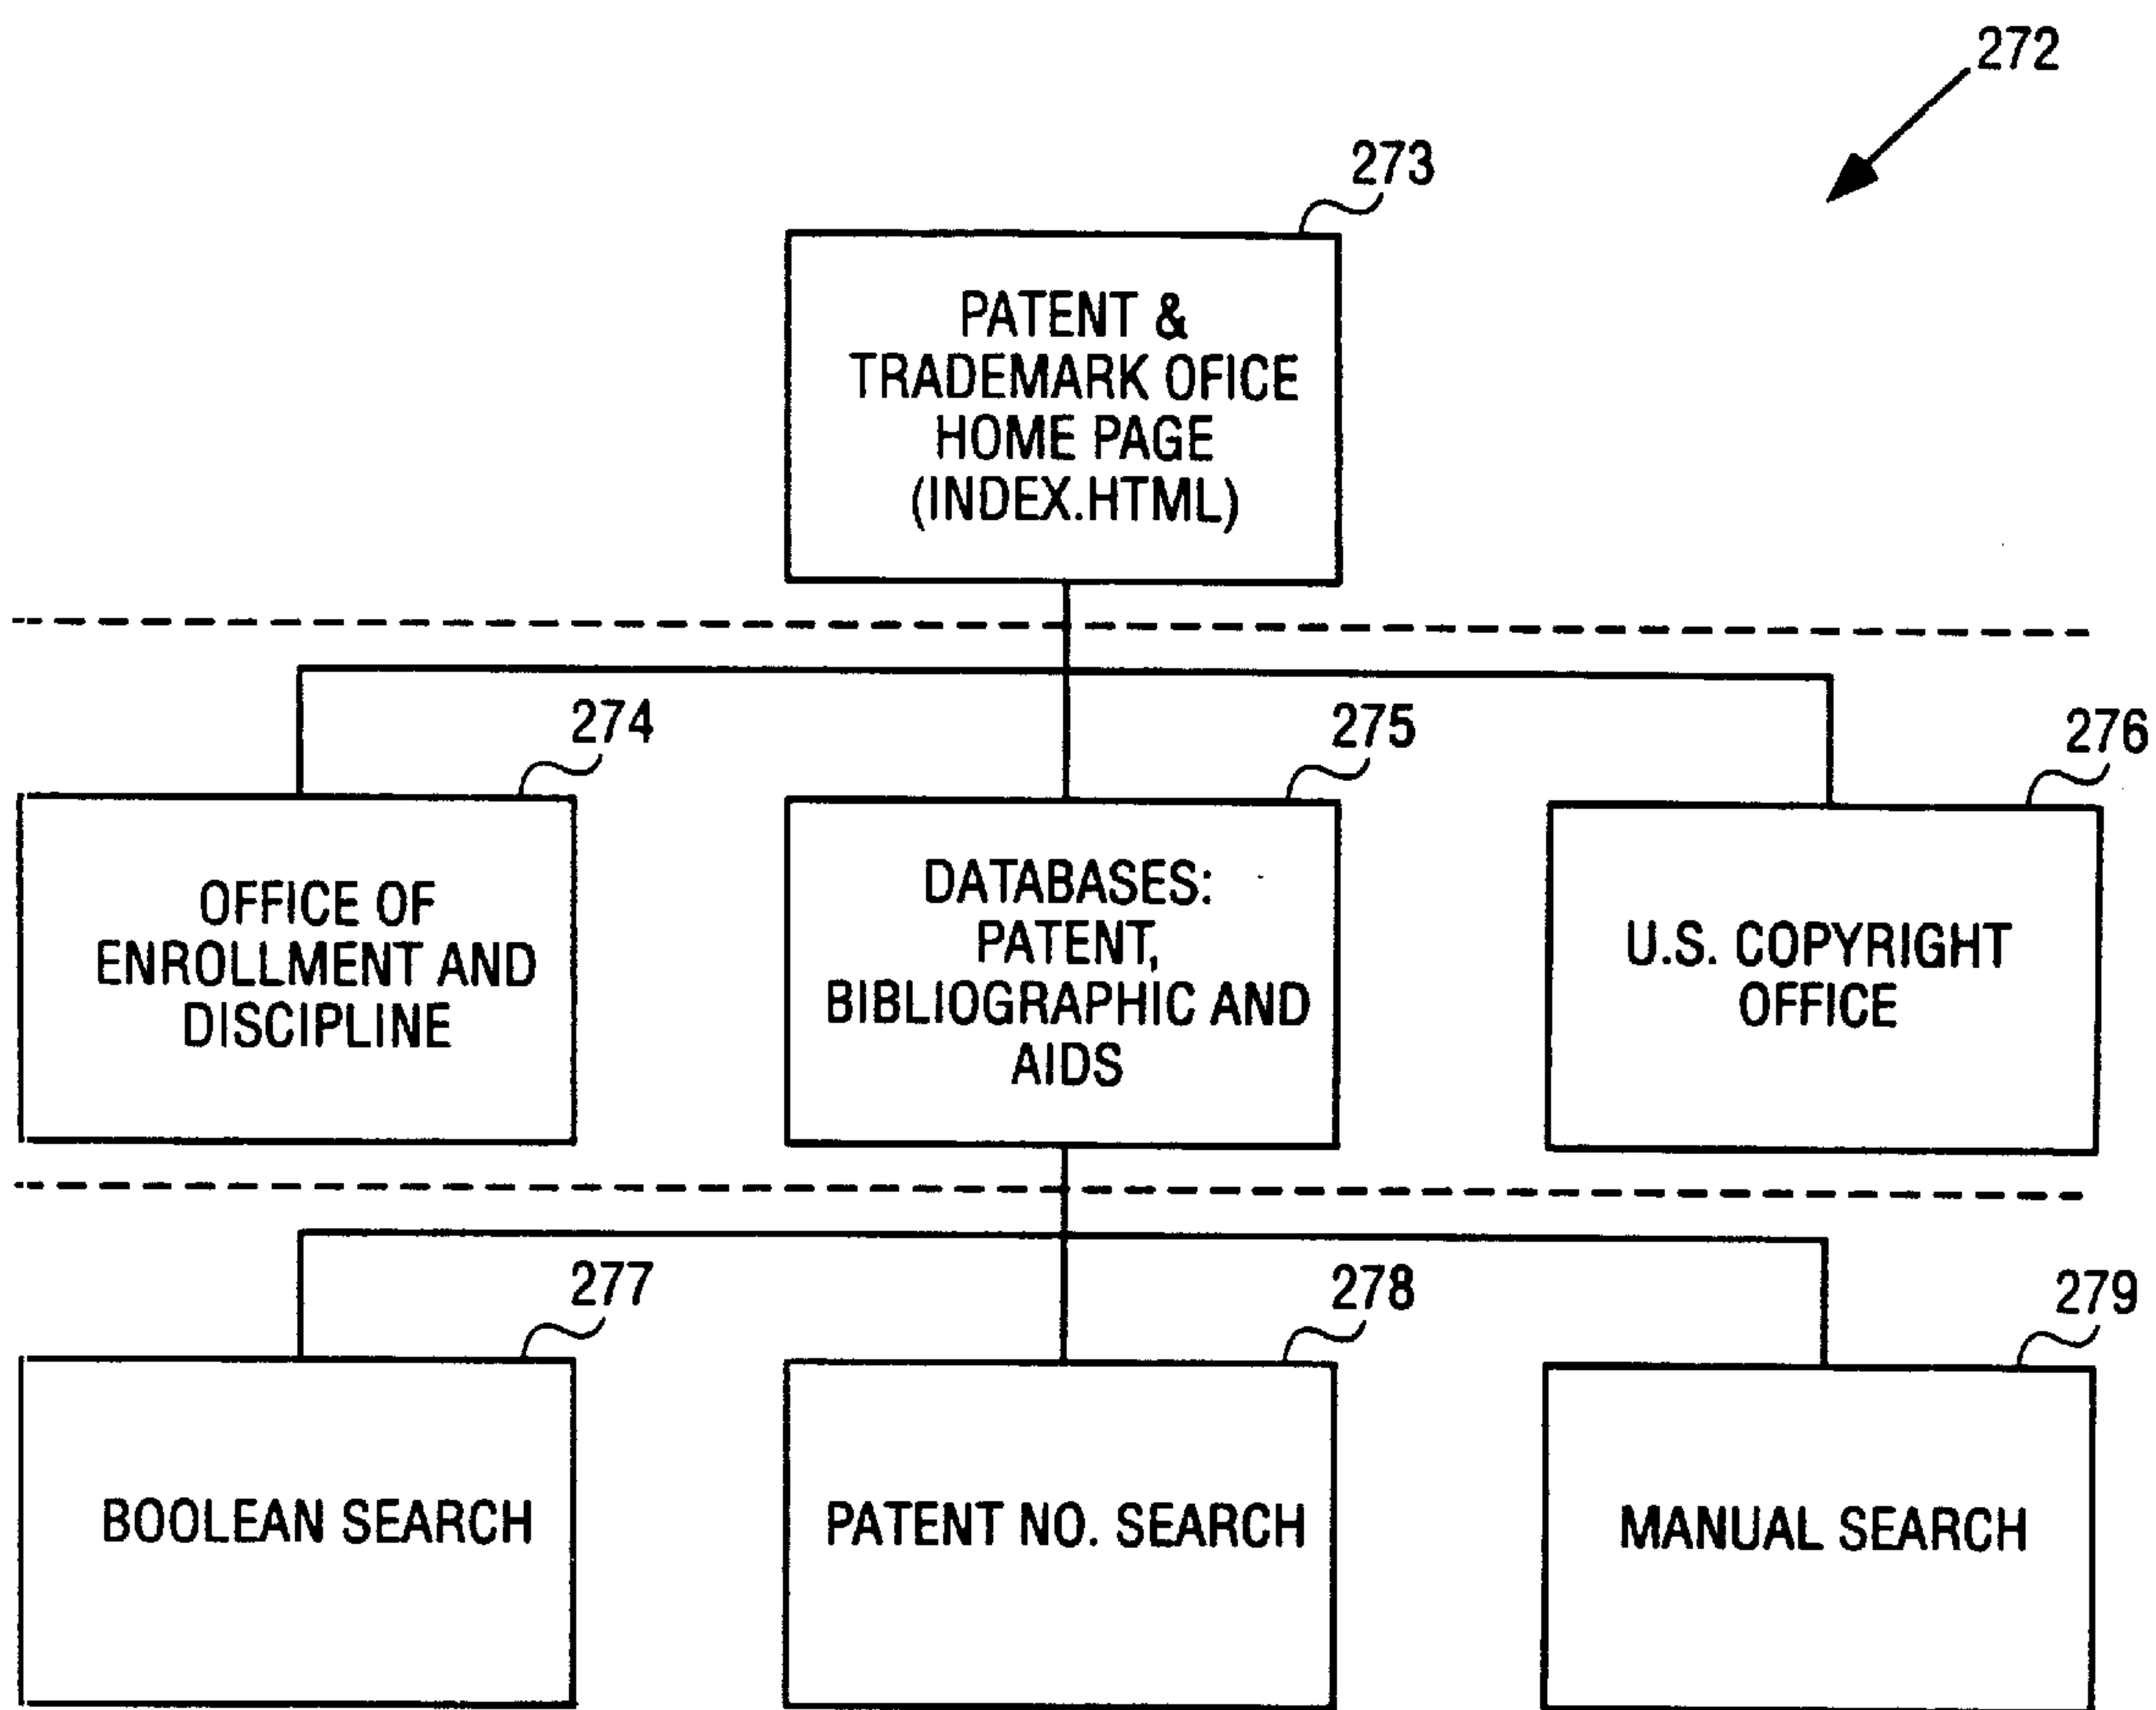 272
273
PATENT &
TRADEMARK OFICE
HOME PAGE
(INDEX.HTML)
274
275
276
OFFICE OF
ENROLLMENT AND
DISCIPLINE
DATABASES:
PATENT,
BIBLIOGRAPHIC AND
AIDS
U.S. COPYRIGHT
OFFICE
277
278
279
BOOLEAN SEARCH
PATENT NO. SEARCH
MANUAL SEARCH